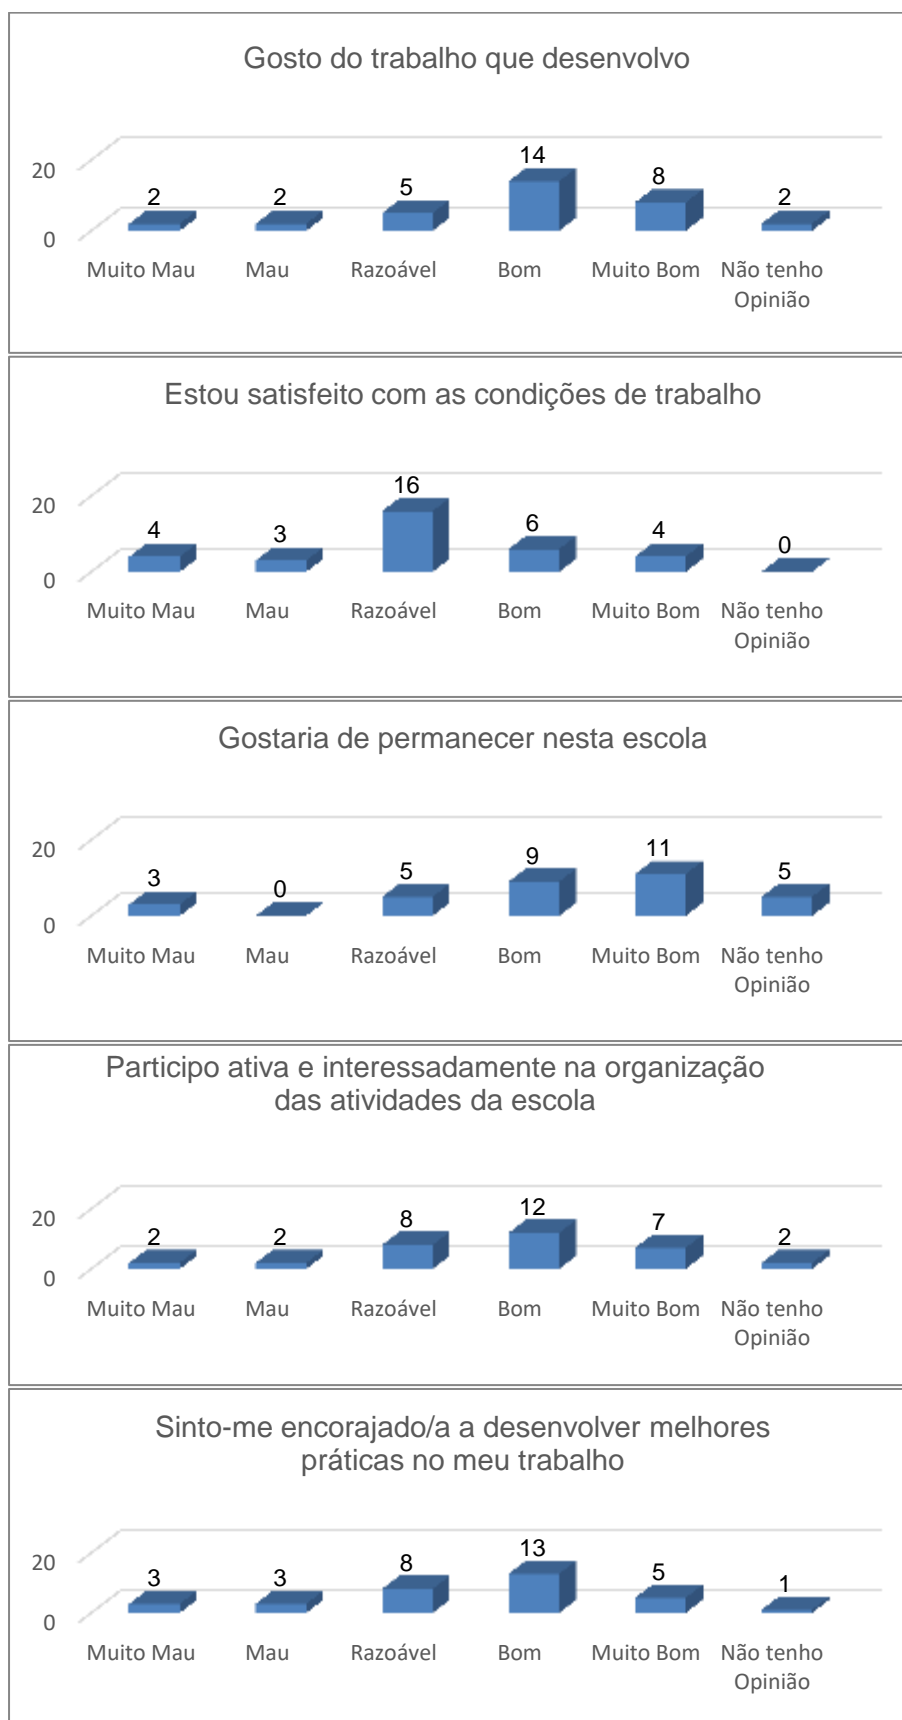 Gosto do trabalho que desenvolvo
20
0
2 2 5 14 8 2
Muito Mau Mau Razoável Bom Muito Bom Não tenho
Opinião
Estou satisfeito com as condições de trabalho
20
0
4 3 16 6 4 0
Muito Mau Mau Razoável Bom Muito Bom Não tenho
Opinião
Gostaria de permanecer nesta escola
20
0
3 0 5 9 11 5
Muito Mau Mau Razoável Bom Muito Bom Não tenho
Opinião
Participo ativa e interessadamente na organização
das atividades da escola
20
0
2 2 8 12 7 2
Muito Mau Mau Razoável Bom Muito Bom Não tenho
Opinião
Sinto-me encorajado/a a desenvolver melhores
práticas no meu trabalho
20
0
3 3 8 13 5 1
Muito Mau Mau Razoável Bom Muito Bom Não tenho
Opinião